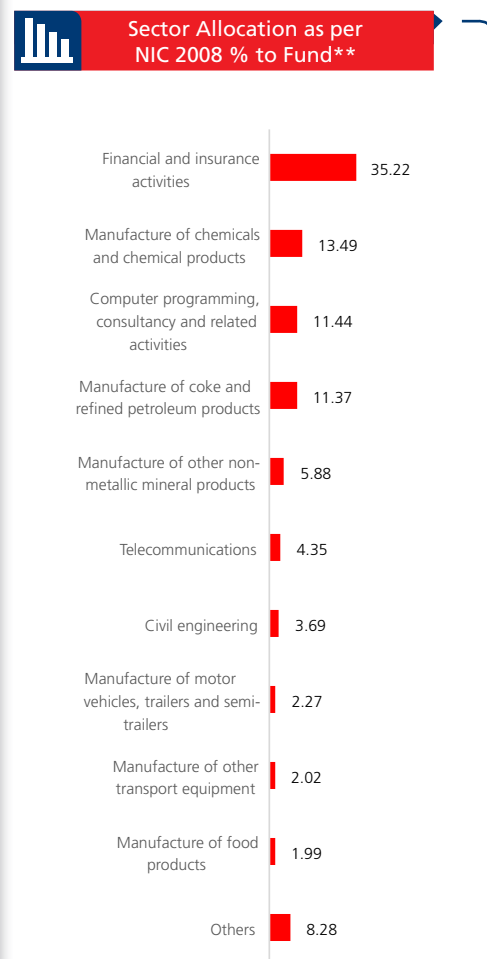 Sector Allocation as per
NIC 2008 % to Fund**
Financial and insurance
activities
35.22
Manufacture of chemicals
and chemical products
13.49
Computer programming,
consultancy and related
activities
11.44
Manufacture of coke and
refined petroleum products
11.37
Manufacture of other non-
metallic mineral products
5.88
Telecommunications
4.35
Civil engineering
3.69
Manufacture of motor
vehicles, trailers and semi-
trailers
2.27
Manufacture of other
transport equipment
2.02
Manufacture of food
products
1.99
Others
8.28